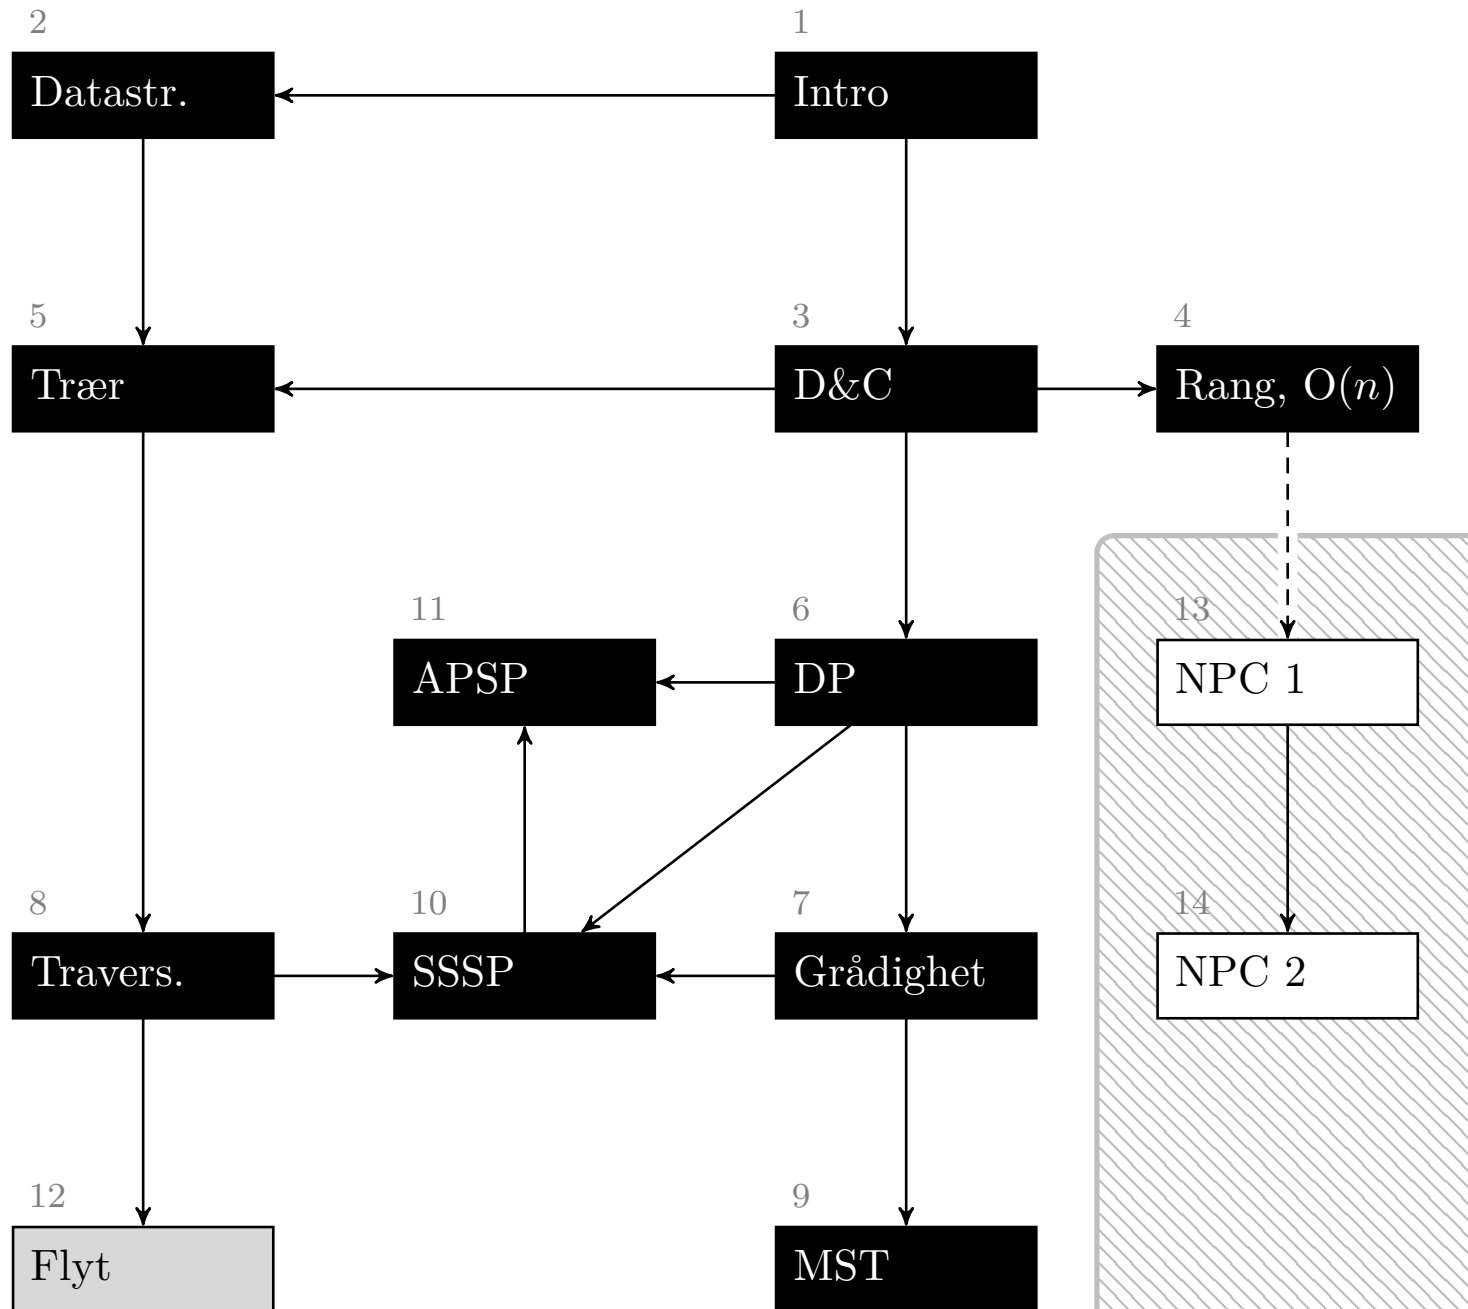 2
1
Datastr.
Intro
5
3
4
Trær
D&C
Rang, O(n)
11
6
13
APSP
DP
NPC 1
8
10
7
14
Travers.
SSSP
Grådighet
NPC 2
12
9
Flyt
MST